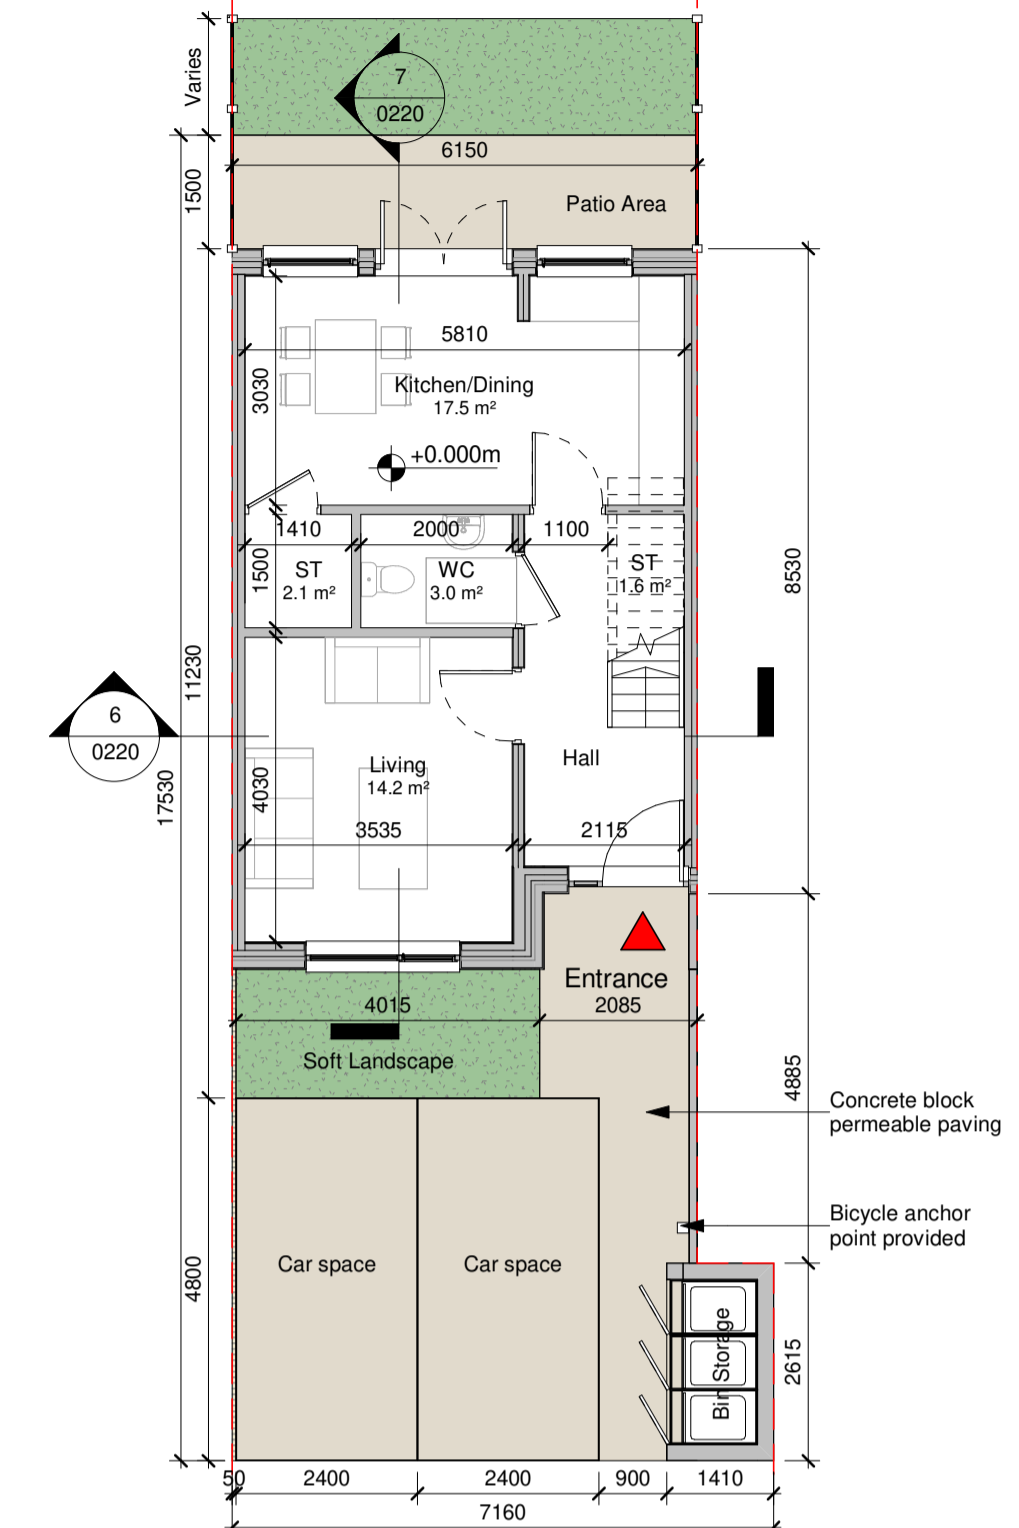 Varies
7
0220
6150
1500
Patio Area
5810
3030
Kitchen/Dining
17.5 m²
+0.000m
1410
2000
1100
1500
ST
2.1 m²
WC
3.0 m²
ST
1.6 m²
8530
11230
6
0220
17530
Hall
Living
14.2 m²
4030
3535
2115
Entrance
4015
2085
Soft Landscape
4885
Concrete block
permeable paving
Bicycle anchor
point provided
4800
Car space
Car space
Bin Storage
2615
50
2400
2400
900
1410
7160